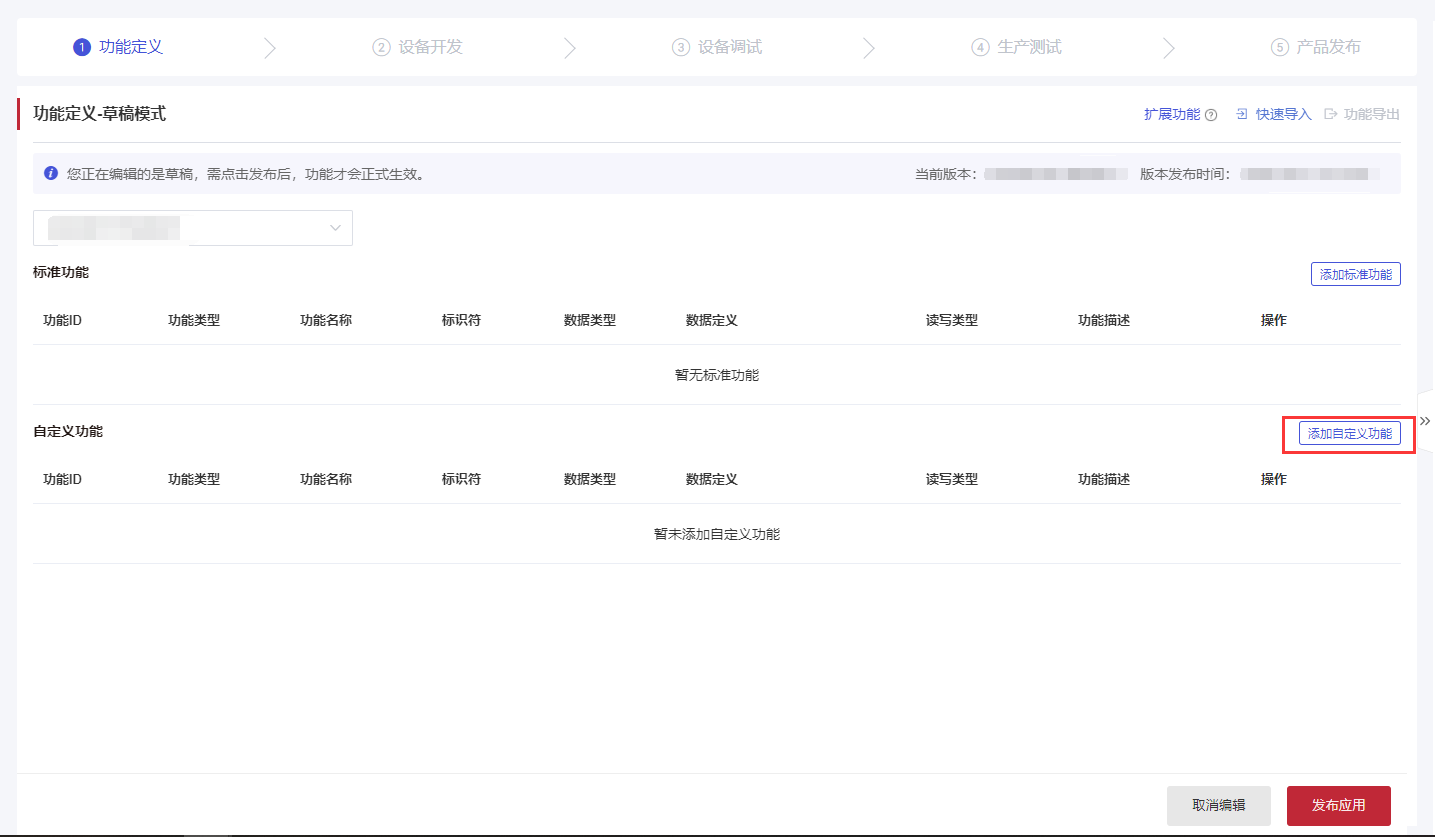 1 功能定义 2 设备开发 3 设备调试 4 生产测试 5 产品发布
功能定义-草稿模式 扩展功能 ? 快速导入 功能导出
i 您正在编辑的是草稿，需点击发布后，功能才会正式生效。 当前版本： 版本发布时间：
标准功能 添加标准功能
功能ID 功能类型 功能名称 标识符 数据类型 数据定义 读写类型 功能描述 操作
暂无标准功能
自定义功能 添加自定义功能
功能ID 功能类型 功能名称 标识符 数据类型 数据定义 读写类型 功能描述 操作
暂未添加自定义功能
取消编辑 发布应用